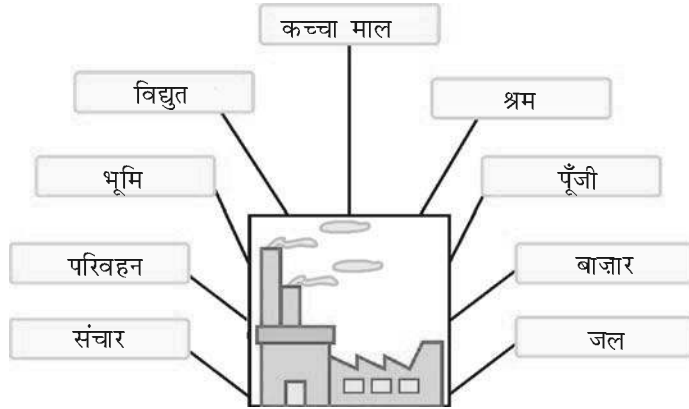 कच्चा माल
विद्युत
श्रम
भूमि
पूँजी
परिवहन
बाज़ार
संचार
जल